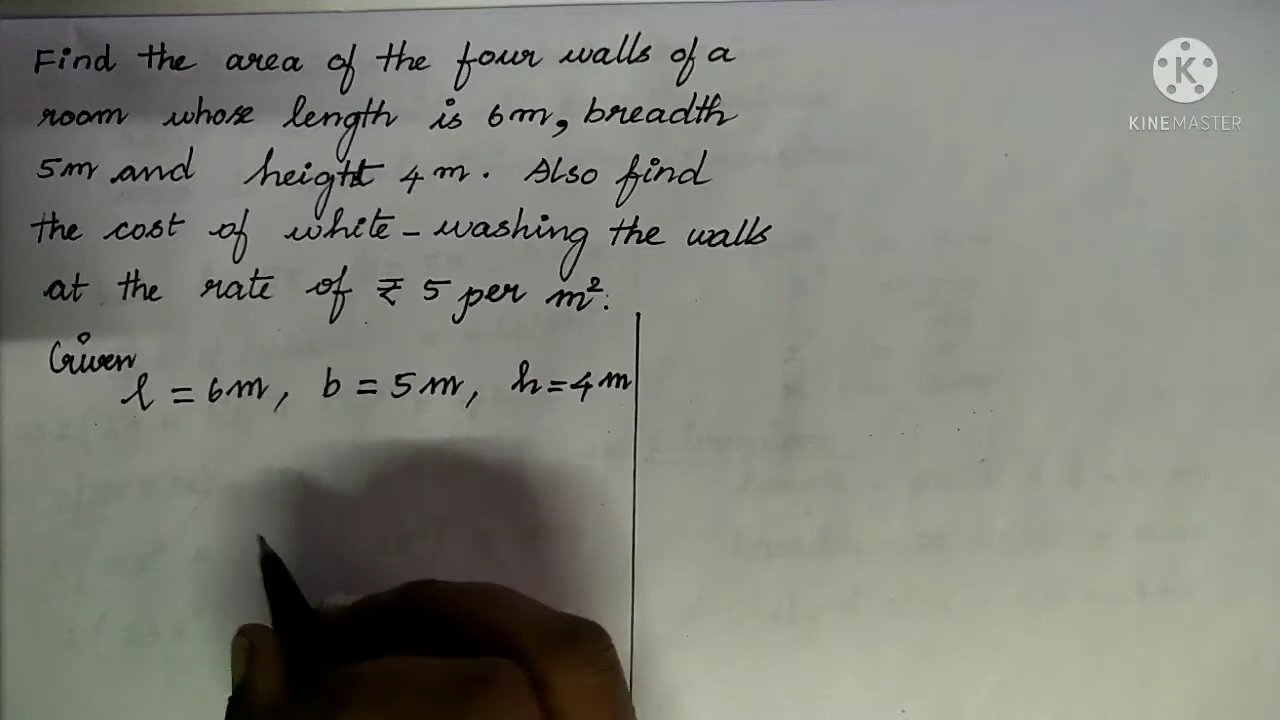 Find the area of the four walls of a
room whose length is 6m, breadth
5m and height 4m. Also find
the cost of white-washing the walls
at the rate of ₹ 5 per m².
Given
l = 6m, b = 5m, h=4m
K
KINEMASTER